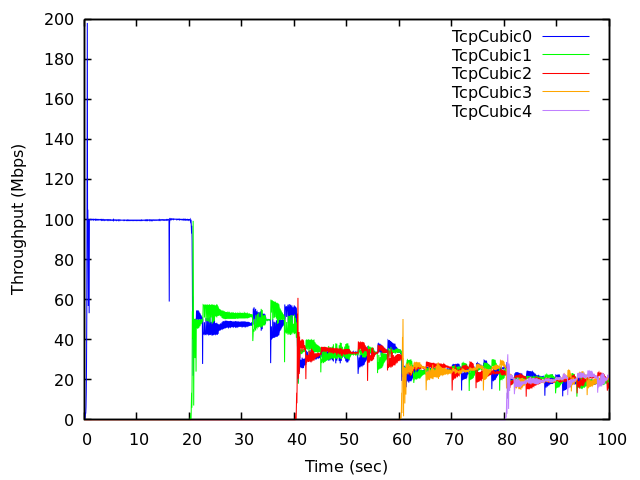 200
180
160
140
120
100
80
60
40
20
0
Throughput (Mbps)
TcpCubic0
TcpCubic1
TcpCubic2
TcpCubic3
TcpCubic4
0 10 20 30 40 50 60 70 80 90 100
Time (sec)